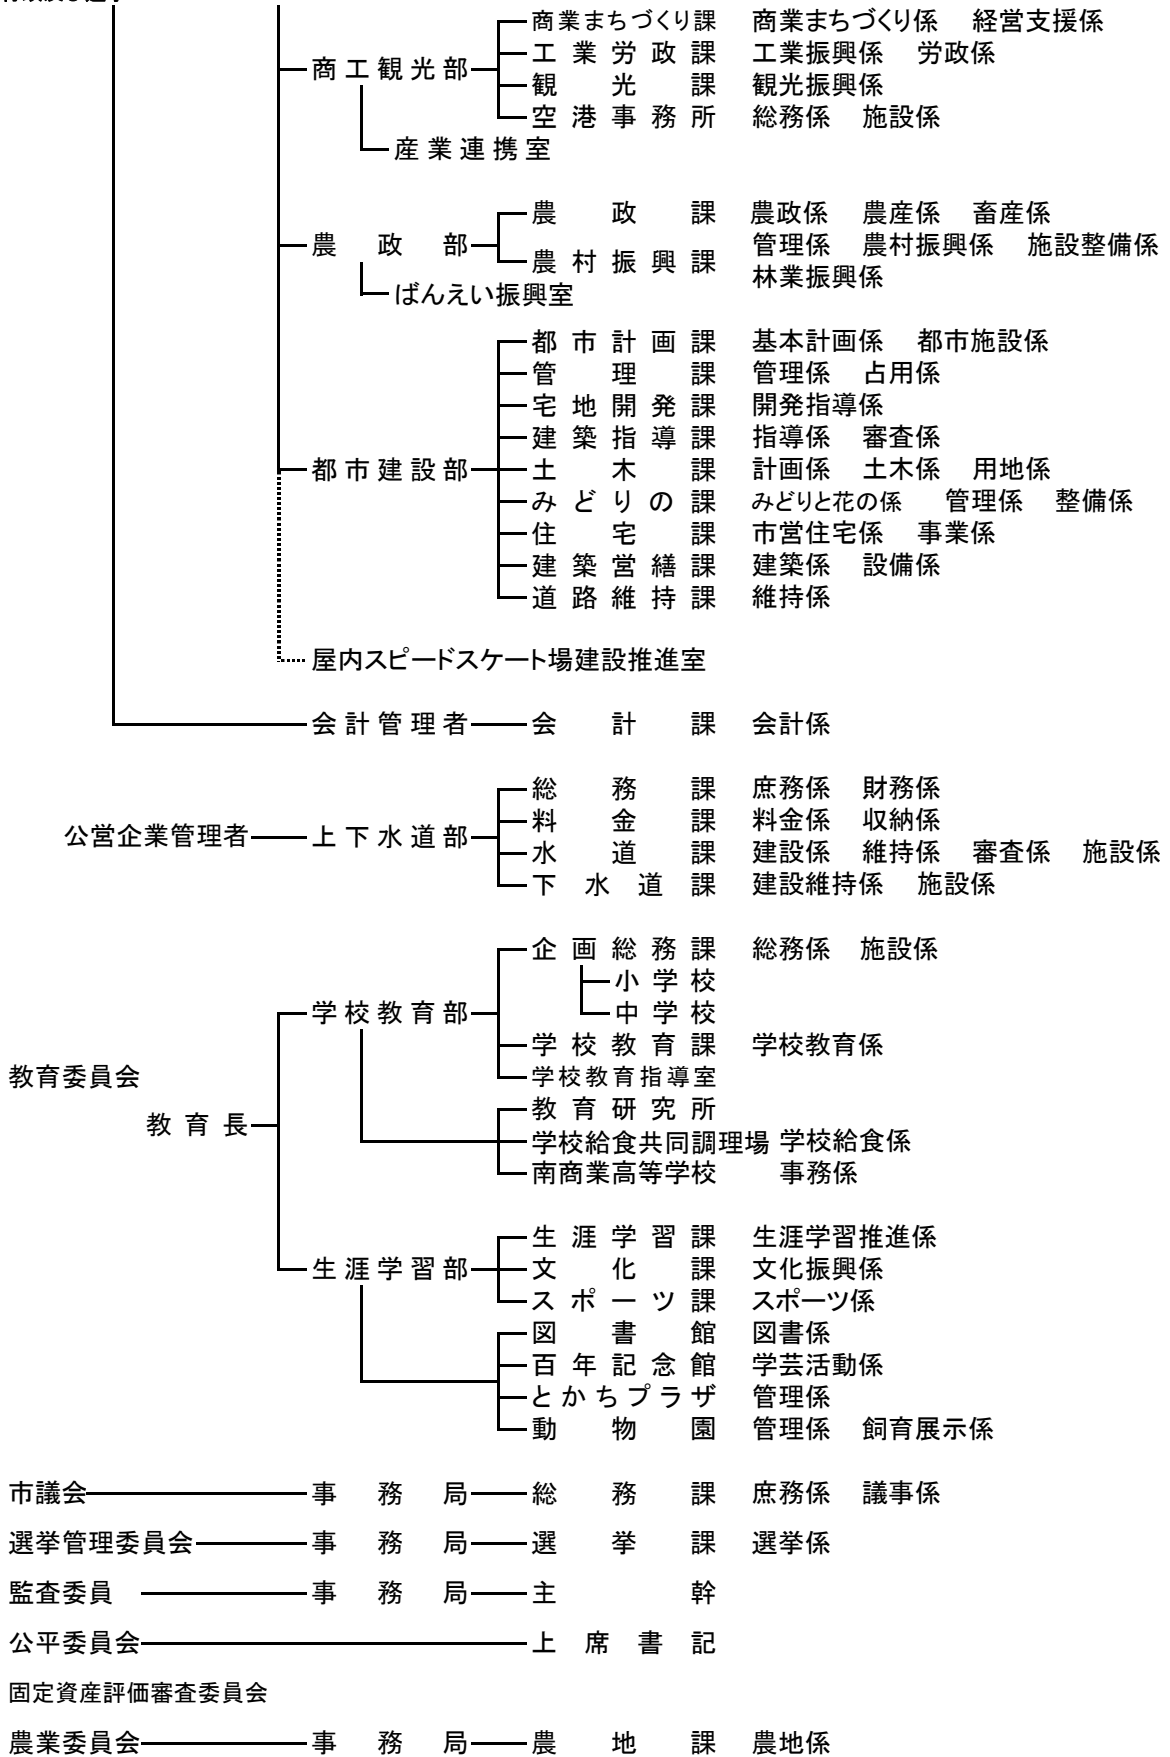 商業まちづくり課 商業まちづくり係 経営支援係
工業労政課 工業振興係 労政係
商工観光部
観光課 観光振興係
空港事務所 総務係 施設係
産業連携室
農政課 農政係 農産係 畜産係
農政部
管理係 農村振興係 施設整備係
農村振興課
林業振興係
ばんえい振興室
都市計画課 基本計画係 都市施設係
管理課 管理係 占用係
宅地開発課 開発指導係
建築指導課 指導係 審査係
都市建設部 土木課 計画係 土木係 用地係
みどりの課 みどりと花の係 管理係 整備係
住宅課 市営住宅係 事業係
建築営繕課 建築係 設備係
道路維持課 維持係
屋内スピードスケート場建設推進室
会計管理者 会計課 会計係
総務課 庶務係 財務係
料金課 料金係 収納係
公営企業管理者 上下水道部
水道課 建設係 維持係 審査係 施設係
下水道課 建設維持係 施設係
企画総務課 総務係 施設係
小学校
学校教育部 中学校
学校教育課 学校教育係
教育委員会 学校教育指導室
教育研究所
教育長
学校給食共同調理場 学校給食係
南商業高等学校 事務係
生涯学習課 生涯学習推進係
生涯学習部 文化課 文化振興係
スポーツ課 スポーツ係
図書館 図書係
百年記念館 学芸活動係
とかちプラザ 管理係
動物園 管理係 飼育展示係
市議会 事務局 総務課 庶務係 議事係
選挙管理委員会 事務局 選挙課 選挙係
監査委員 事務局 主幹
公平委員会 上席書記
固定資産評価審査委員会
農業委員会 事務局 農地課 農地係